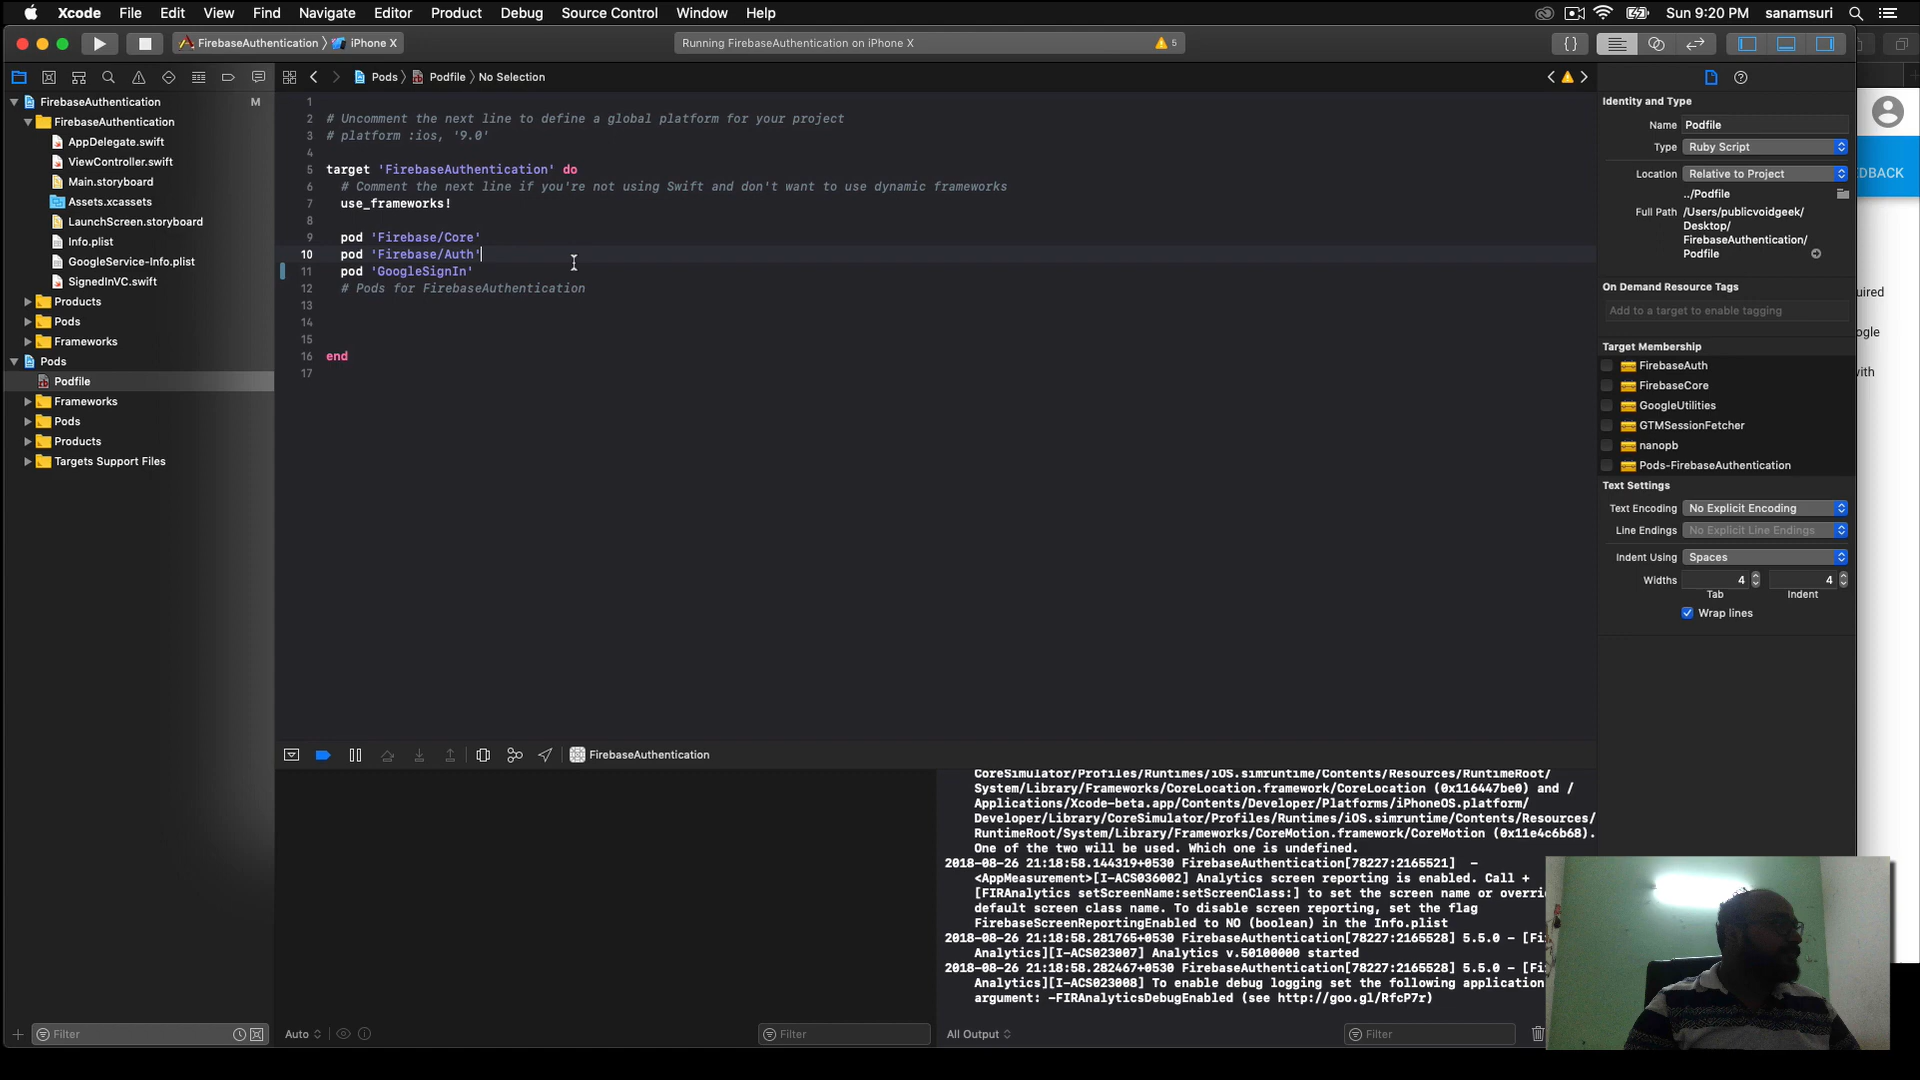 Xcode File Edit View Find Navigate Editor Product Debug Source Control Window Help
Sun 9:20 PM sanamsuri
FirebaseAuthentication iPhone X
Running FirebaseAuthentication on iPhone X
5
Pods Podfile No Selection
FirebaseAuthentication M
FirebaseAuthentication
AppDelegate.swift
ViewController.swift
Main.storyboard
Assets.xcassets
LaunchScreen.storyboard
Info.plist
GoogleService-Info.plist
SignedInVC.swift
Products
Pods
Frameworks
Pods
Podfile
Frameworks
Pods
Products
Targets Support Files
Filter
1
2 # Uncomment the next line to define a global platform for your project
3 # platform :ios, '9.0'
4
5 target 'FirebaseAuthentication' do
6 # Comment the next line if you're not using Swift and don't want to use dynamic frameworks
7 use_frameworks!
8
9 pod 'Firebase/Core'
10 pod 'Firebase/Auth'
11 pod 'GoogleSignIn'
12 # Pods for FirebaseAuthentication
13
14
15
16 end
17
FirebaseAuthentication
Auto
Filter
CoreSimulator/Profiles/Runtimes/iOS.simruntime/Contents/Resources/RuntimeRoot/
System/Library/Frameworks/CoreLocation.framework/CoreLocation (0x116447be0) and /
Applications/Xcode-beta.app/Contents/Developer/Platforms/iPhoneOS.platform/
Developer/Library/CoreSimulator/Profiles/Runtimes/iOS.simruntime/Contents/Resources/
RuntimeRoot/System/Library/Frameworks/CoreMotion.framework/CoreMotion (0x11e4c6b68).
One of the two will be used. Which one is undefined.
2018-08-26 21:18:58.144319+0530 FirebaseAuthentication[78227:2165521] -
<AppMeasurement>[I-ACS036002] Analytics screen reporting is enabled. Call +
[FIRAnalytics setScreenName:setScreenClass:] to set the screen name or overri
default screen class name. To disable screen reporting, set the flag
FirebaseScreenReportingEnabled to NO (boolean) in the Info.plist
2018-08-26 21:18:58.281765+0530 FirebaseAuthentication[78227:2165528] 5.5.0 - [Fi
Analytics][I-ACS023007] Analytics v.50100000 started
2018-08-26 21:18:58.282467+0530 FirebaseAuthentication[78227:2165528] 5.5.0 - [Fi
Analytics][I-ACS023008] To enable debug logging set the following application
argument: -FIRAnalyticsDebugEnabled (see http://goo.gl/RfcP7r)
All Output
Filter
Identity and Type
Name Podfile
Type Ruby Script
Location Relative to Project
../Podfile
Full Path /Users/publicvoidgeek/
Desktop/
FirebaseAuthentication/
Podfile
On Demand Resource Tags
Add to a target to enable tagging
Target Membership
FirebaseAuth
FirebaseCore
GoogleUtilities
GTMSessionFetcher
nanopb
Pods-FirebaseAuthentication
Text Settings
Text Encoding No Explicit Encoding
Line Endings No Explicit Line Endings
Indent Using Spaces
Widths 4 4
Tab Indent
Wrap lines
DBACK
uired
ogle
with